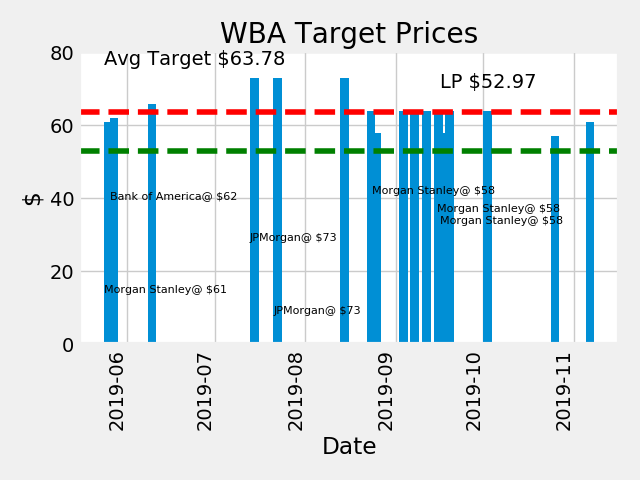 WBA Target Prices
Avg Target $63.78
LP $52.97
80
60
40
20
0
$
Bank of America@ $62
Morgan Stanley@ $58
Morgan Stanley@ $58
Morgan Stanley@ $58
JPMorgan@ $73
Morgan Stanley@ $61
JPMorgan@ $73
2019-06
2019-07
2019-08
2019-09
2019-10
2019-11
Date